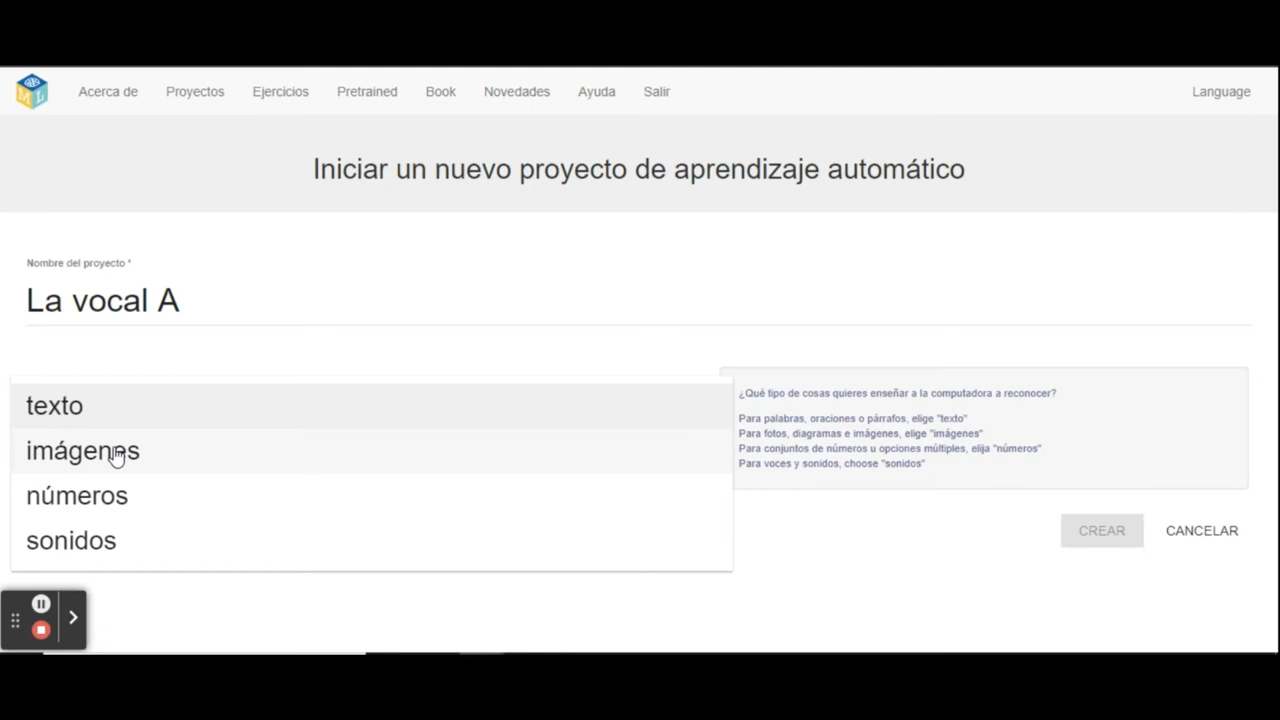 Acerca de Proyectos Ejercicios Pretrained Book Novedades Ayuda Salir Language
Iniciar un nuevo proyecto de aprendizaje automático
Nombre del proyecto *
La vocal A
texto
imágenes
números
sonidos
¿Qué tipo de cosas quieres enseñar a la computadora a reconocer?
Para palabras, oraciones o párrafos, elige "texto"
Para fotos, diagramas e imágenes, elige "imágenes"
Para conjuntos de números u opciones múltiples, elija "números"
Para voces y sonidos, choose "sonidos"
CREAR CANCELAR